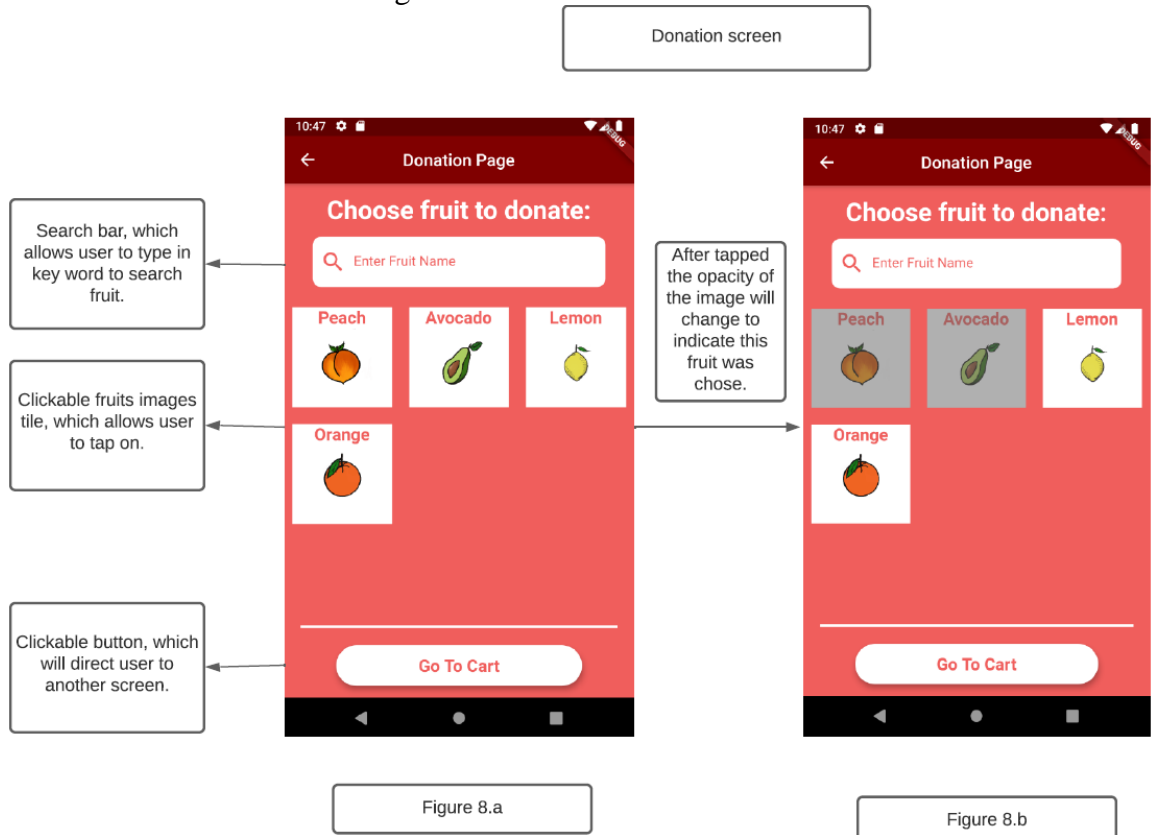 Donation screen
10:47
DEBUG
Donation Page
Choose fruit to donate:
Enter Fruit Name
Peach
Avocado
Lemon
Orange
Go To Cart
Search bar, which
allows user to type in
key word to search
fruit.
Clickable fruits images
tile, which allows user
to tap on.
Clickable button, which
will direct user to
another screen.
After tapped
the opacity of
the image will
change to
indicate this
fruit was
chose.
10:47
DEBUG
Donation Page
Choose fruit to donate:
Enter Fruit Name
Peach
Avocado
Lemon
Orange
Go To Cart
Figure 8.a
Figure 8.b